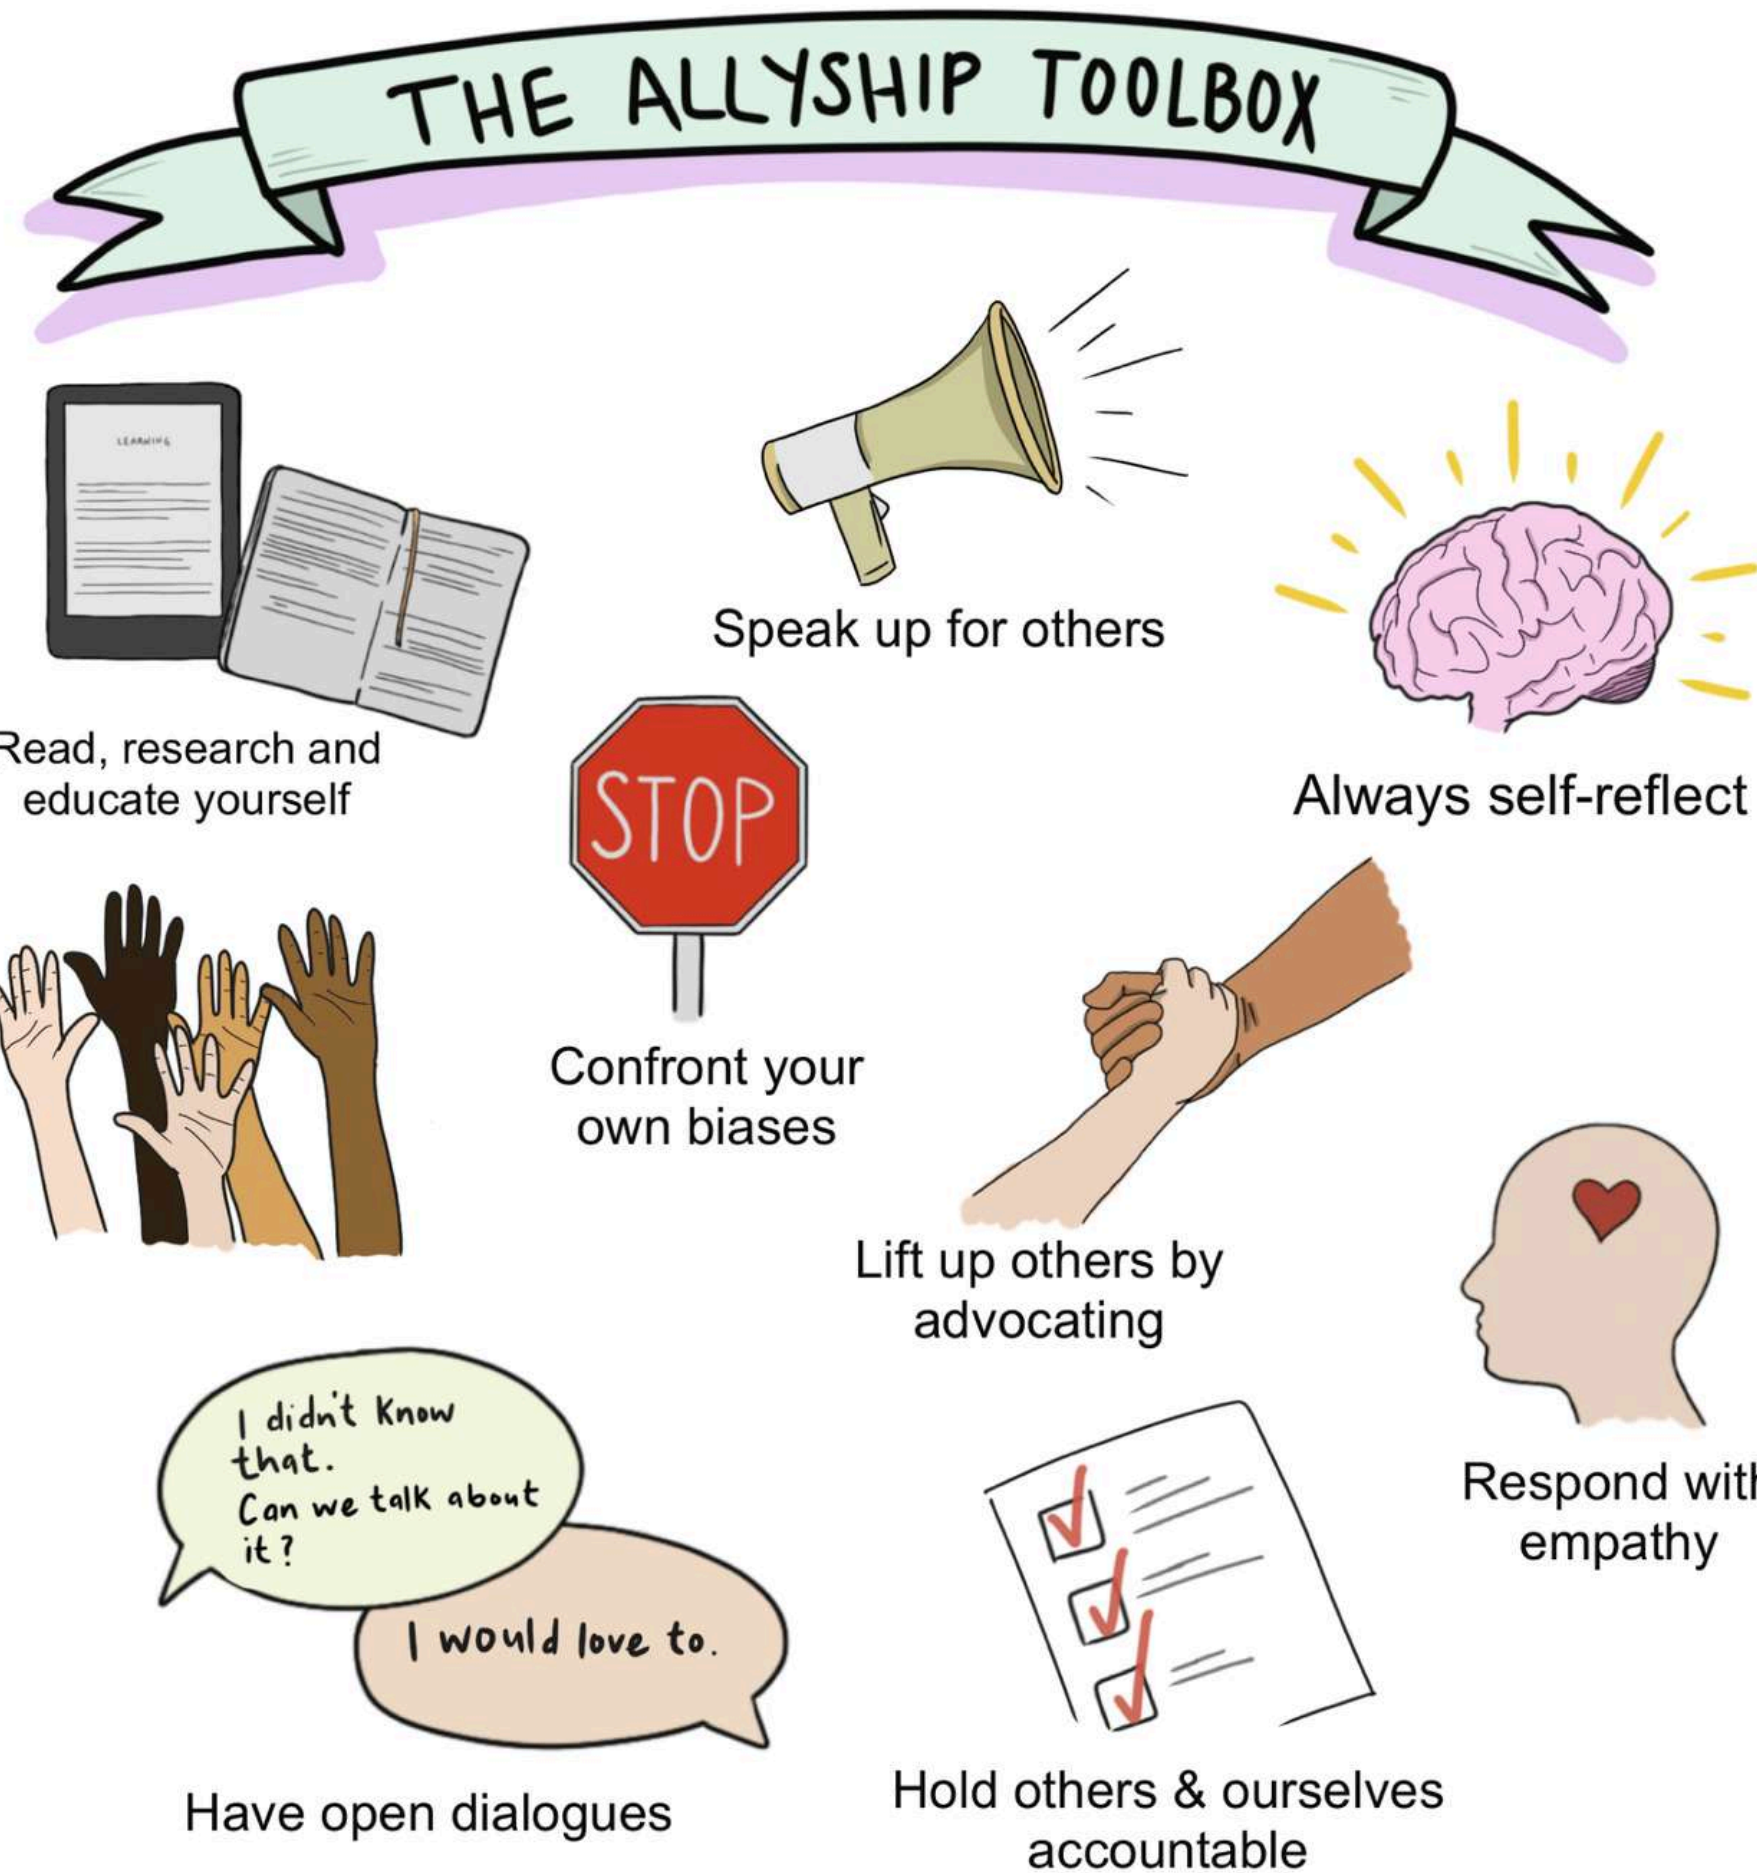 THE ALLYSHIP TOOLBOX
LEARNING
Read, research and
educate yourself
Speak up for others
Always self-reflect
STOP
Confront your
own biases
Lift up others by
advocating
Respond with
empathy
I didn't know
that.
Can we talk about
it?
I would love to.
Have open dialogues
Hold others & ourselves
accountable